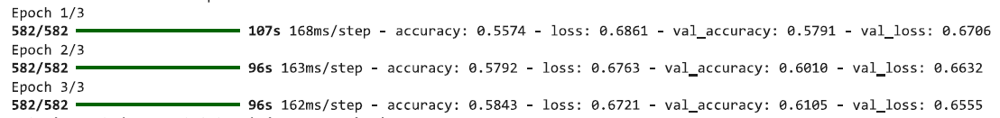 Epoch 1/3
582/582 107s 168ms/step - accuracy: 0.5574 - loss: 0.6861 - val_accuracy: 0.5791 - val_loss: 0.6706
Epoch 2/3
582/582 96s 163ms/step - accuracy: 0.5792 - loss: 0.6763 - val_accuracy: 0.6010 - val_loss: 0.6632
Epoch 3/3
582/582 96s 162ms/step - accuracy: 0.5843 - loss: 0.6721 - val_accuracy: 0.6105 - val_loss: 0.6555